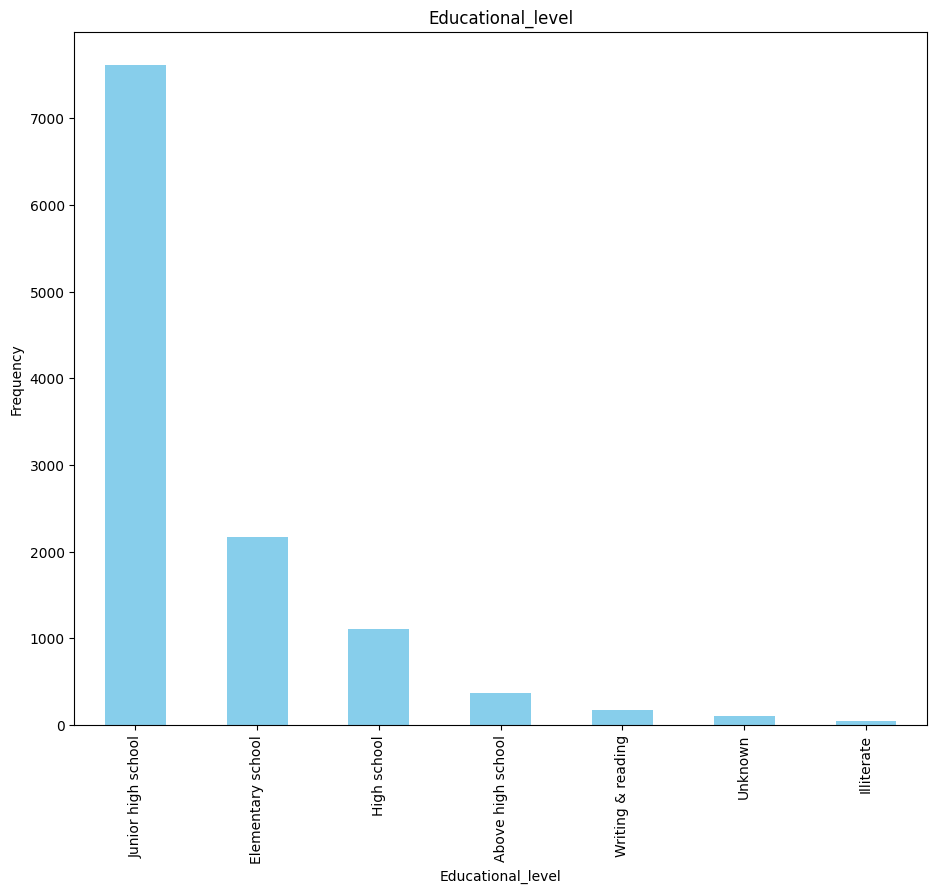 Educational_level
7000
6000
5000
4000
3000
2000
1000
0
Frequency
Junior high school
Elementary school
High school
Above high school
Writing & reading
Unknown
Illiterate
Educational_level